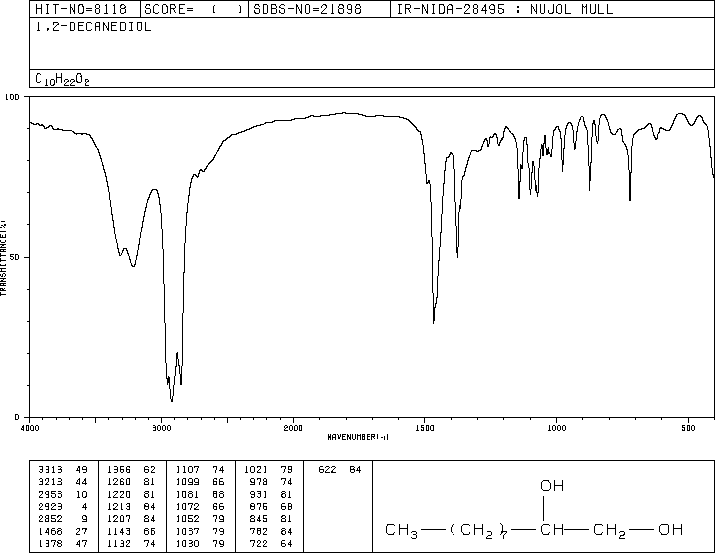 HIT-NO=8118 SCORE= ( ) SDBS-NO=21898 IR-NIDA-28495 : NUJOL MULL
1,2-DECANEDIOL
C10H22O2
100
TRANSMITTANCE(%)
50
0
4000 3000 2000 1500 1000 500
WAVENUMBER(-1)
3313 49 1366 62 1107 74 1021 79 622 84
3213 44 1260 81 1099 66 978 74
2953 10 1220 81 1081 68 931 81
2923 4 1213 84 1072 66 876 68
2852 9 1207 84 1052 79 845 81
1466 27 1143 66 1037 79 782 84
1378 47 1132 74 1030 79 722 64
OH
CH3 (CH2)7 CH CH2 OH